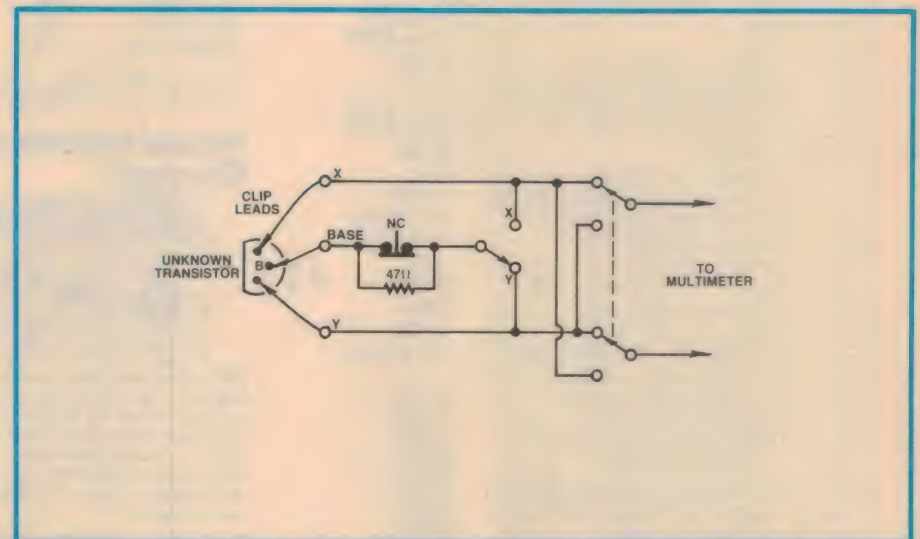 X
CLIP
LEADS
X
NC
BASE
UNKNOWN
TRANSISTOR
B
47Ω
Y
TO
MULTIMETER
Y